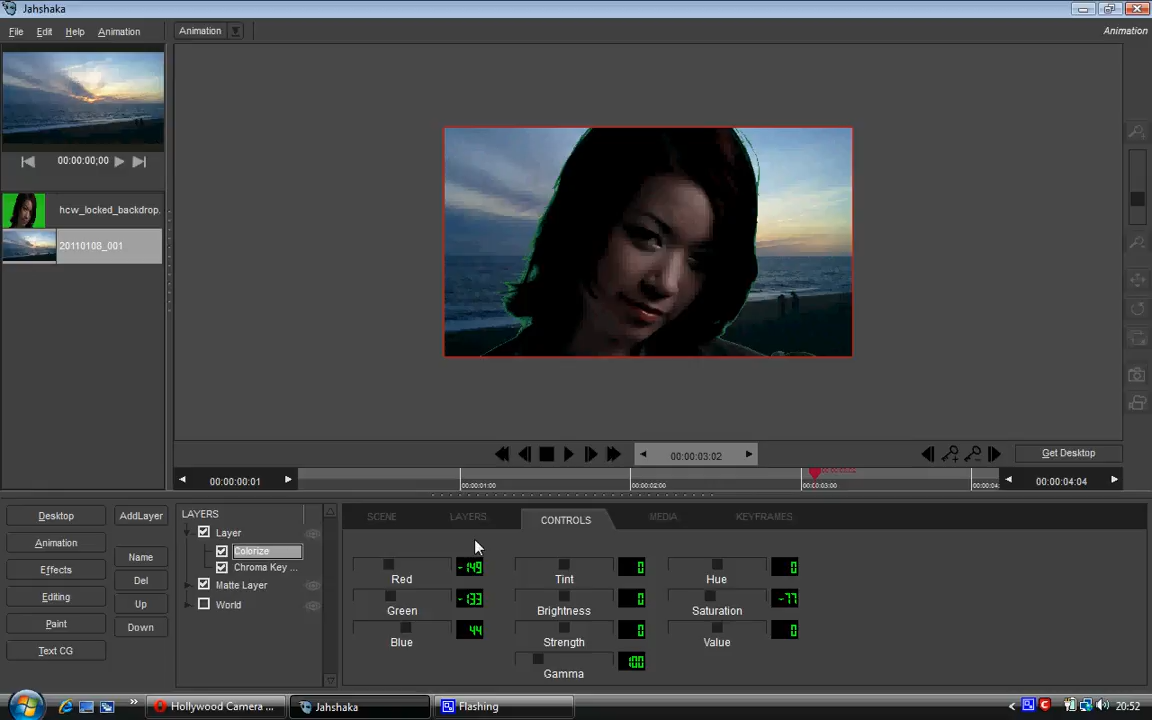 Jahshaka
File Edit Help Animation
Animation
Animation
00:00:00;00
hcw_locked_backdrop.
20110108_001
00:00:03:02
Get Desktop
00:00:00:01
00:00:01:00
00:00:02:00
00:00:03:00
00:00:04:
00:00:04:04
Desktop
AddLayer
LAYERS
SCENE
LAYERS
CONTROLS
MEDIA
KEYFRAMES
Animation
Name
Layer
Colorize
Chroma Key ...
Effects
Del
Matte Layer
Editing
Up
World
Paint
Down
Text CG
Red -149
Tint 0
Hue 0
Green -133
Brightness 0
Saturation -77
Blue 44
Strength 0
Value 0
Gamma 100
Hollywood Camera ...
Jahshaka
Flashing
20:52